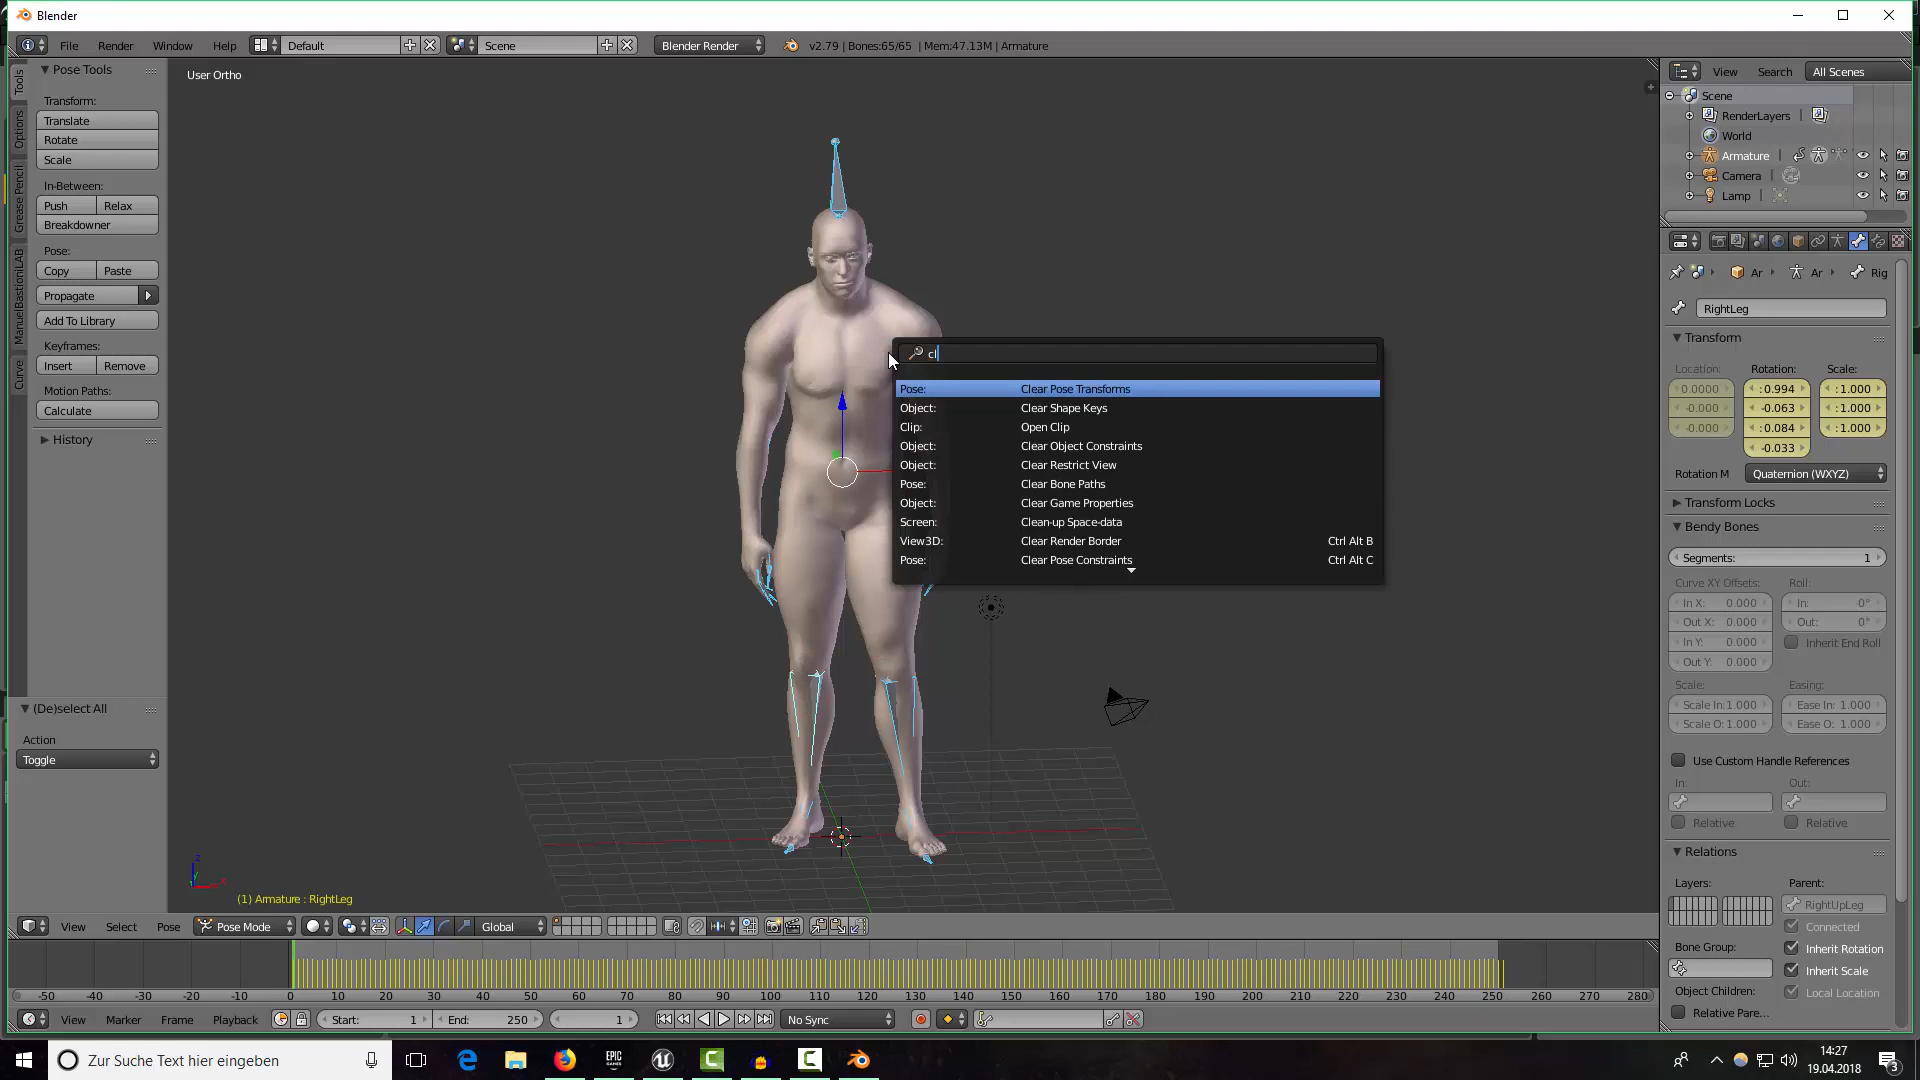 Blender
File Render Window Help Default Scene Blender Render v2.79 | Bones:65/65 | Mem:47.13M | Armature
Pose Tools
Transform:
Translate
Rotate
Scale
In-Between:
Push Relax
Breakdowner
Pose:
Copy Paste
Propagate
Add To Library
Keyframes:
Insert Remove
Motion Paths:
Calculate
History
Tools
Options
Grease Pencil
ManuelBastioniLAB
Curve
(De)select All
Action
Toggle
User Ortho
cl
Pose: Clear Pose Transforms
Object: Clear Shape Keys
Clip: Open Clip
Object: Clear Object Constraints
Object: Clear Restrict View
Pose: Clear Bone Paths
Object: Clear Game Properties
Screen: Clean-up Space-data
View3D: Clear Render Border Ctrl Alt B
Pose: Clear Pose Constraints Ctrl Alt C
z
y
x
(1) Armature : RightLeg
View Select Pose Pose Mode Global
-50 -40 -30 -20 -10 0 10 20 30 40 50 60 70 80 90 100 110 120 130 140 150 160 170 180 190 200 210 220 230 240 250 260 270 280
View Marker Frame Playback Start: 1 End: 250 1 No Sync
View Search All Scenes
Scene
RenderLayers
World
Armature
Camera
Lamp
Ar Ar Rig
RightLeg
Transform
Location: Rotation: Scale:
0.0000 : 0.994 : 1.000
-0.000 -0.063 : 1.000
-0.000 : 0.084 : 1.000
-0.033
Rotation M Quaternion (WXYZ)
Transform Locks
Bendy Bones
Segments: 1
Curve XY Offsets: Roll:
In X: 0.000 In: 0°
Out X: 0.000 Out: 0°
In Y: 0.000 Inherit End Roll
Out Y: 0.000
Scale: Easing:
Scale In: 1.000 Ease In: 1.000
Scale O: 1.000 Ease O: 1.000
Use Custom Handle References
In: Out:
Relative Relative
Relations
Layers: Parent:
RightUpLeg
Connected
Bone Group: Inherit Rotation
Inherit Scale
Object Children: Local Location
Relative Pare...
Zur Suche Text hier eingeben
EPIC
GAMES
14:27
19.04.2018
3